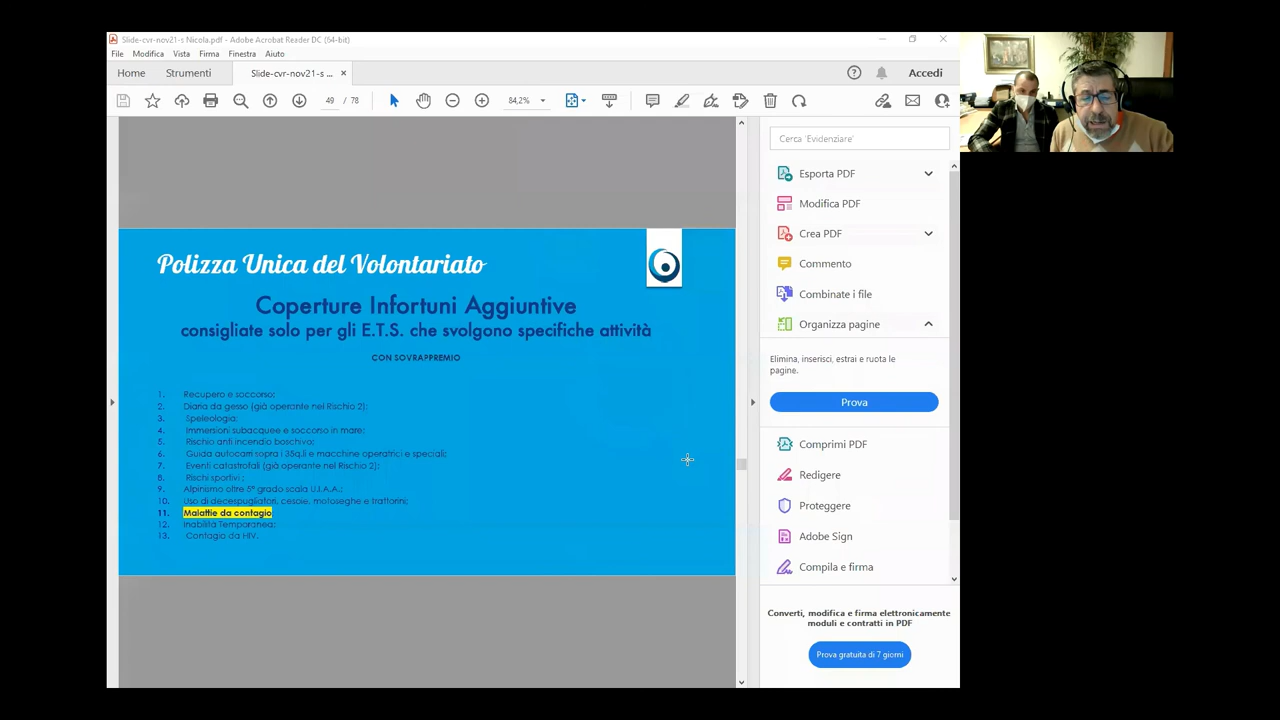 Slide-cvr-nov21-s Nicola.pdf - Adobe Acrobat Reader DC (64-bit)
File Modifica Vista Firma Finestra Aiuto
Home Strumenti Slide-cvr-nov21-s ... × Accedi
49 / 78 84,2%
Cerca 'Evidenziare'
Esporta PDF
Modifica PDF
Crea PDF
Commento
Combinate i file
Organizza pagine
Elimina, inserisci, estrai e ruota le
pagine.
Prova
Comprimi PDF
Redigere
Proteggere
Adobe Sign
Compila e firma
Converti, modifica e firma elettronicamente
moduli e contratti in PDF
Prova gratuita di 7 giorni
Polizza Unica del Volontariato
Coperture Infortuni Aggiuntive
consigliate solo per gli E.T.S. che svolgono specifiche attività
CON SOVRAPPREMIO
1. Recupero e soccorso;
2. Diaria da gesso (già operante nel Rischio 2);
3. Speleologia;
4. Immersioni subacquee e soccorso in mare;
5. Rischio anti incendio boschivo;
6. Guida autocarri sopra i 35q.li e macchine operatrici e speciali;
7. Eventi catastrofali (già operante nel Rischio 2);
8. Rischi sportivi ;
9. Alpinismo oltre 5° grado scala U.I.A.A.;
10. Uso di decespugliatori, cesoie, motoseghe e trattorini;
11. Malattie da contagio
12. Inabilità Temporanea;
13. Contagio da HIV.